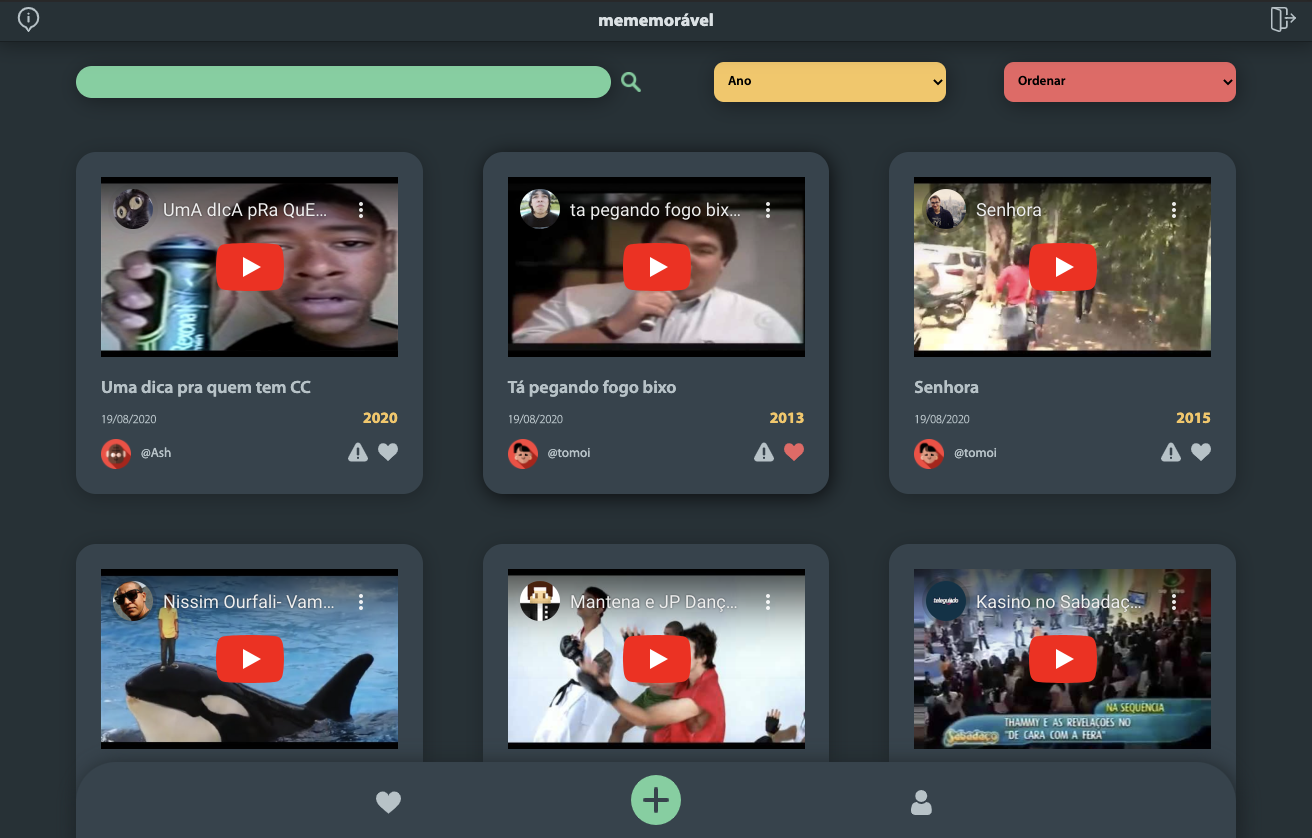 mememorável
Ano
Ordenar
UmA dIcA pRa QuE...
ta pegando fogo bix...
Senhora
Rexona
Uma dica pra quem tem CC
Tá pegando fogo bixo
Senhora
19/08/2020
2020
19/08/2020
2013
19/08/2020
2015
@Ash
@tomoi
@tomoi
Nissim Ourfali- Vam...
Mantena e JP Danç...
teleguiado
Kasino no Sabadaç...
NA SEQUÊNCIA
THAMMY E AS REVELAÇÕES NO
"DE CARA COM A FERA"
Sabadaço